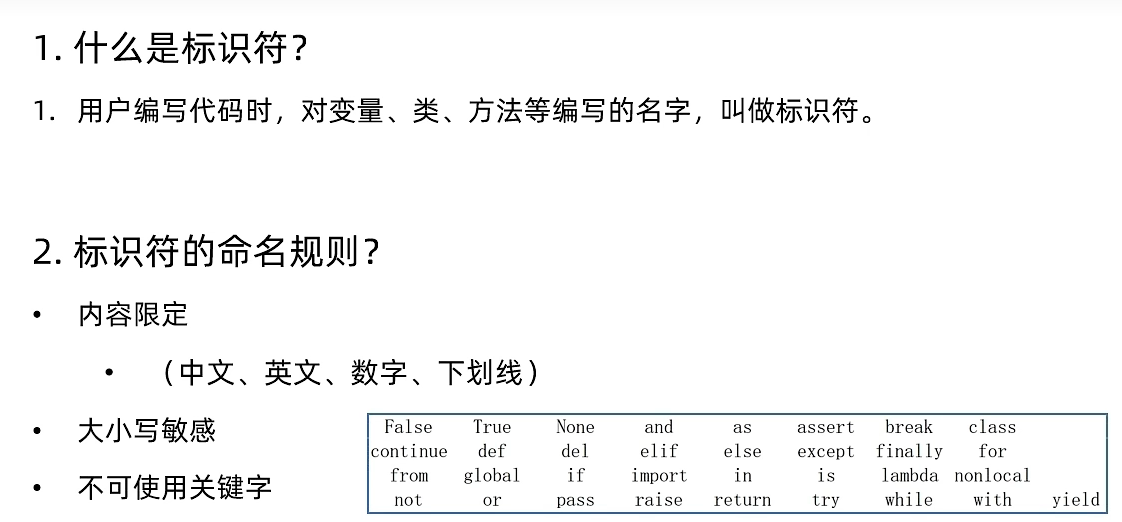 1. 什么是标识符？
1. 用户编写代码时，对变量、类、方法等编写的名字，叫做标识符。
2. 标识符的命名规则？
• 内容限定
• （中文、英文、数字、下划线）
• 大小写敏感
• 不可使用关键字
False True None and as assert break class
continue def del elif else except finally for
from global if import in is lambda nonlocal
not or pass raise return try while with yield